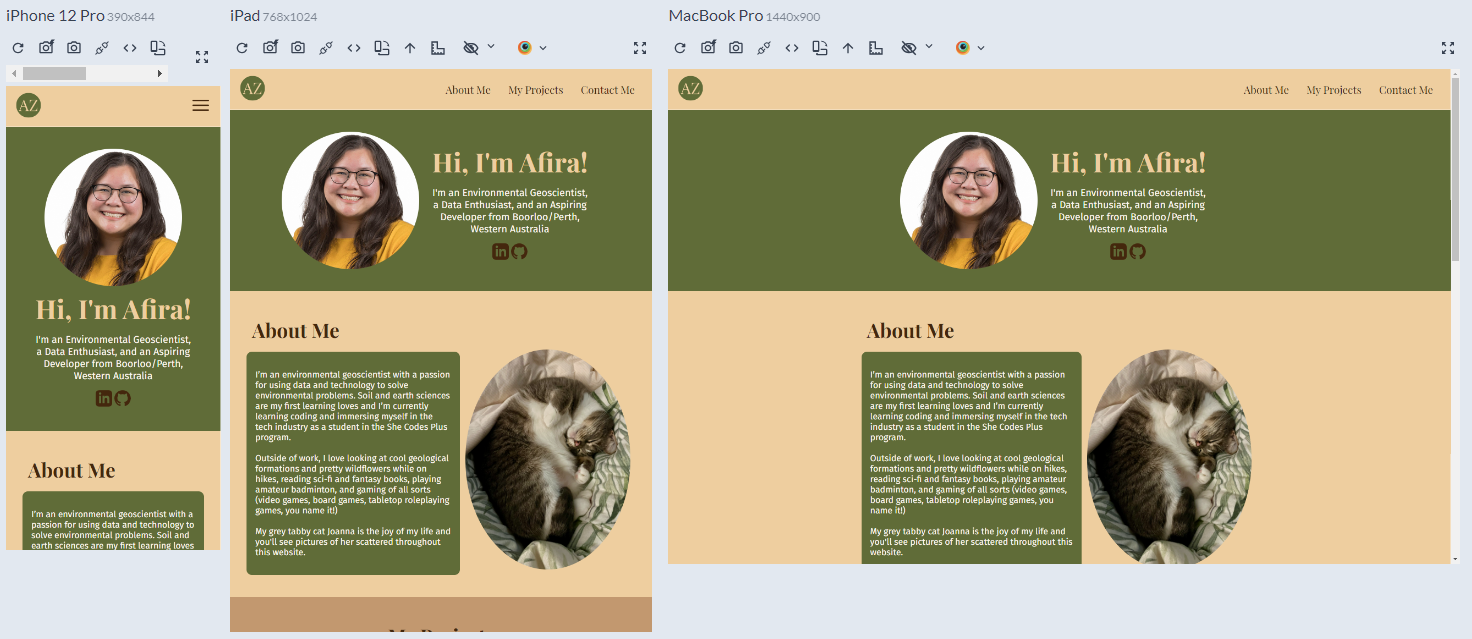 iPhone 12 Pro 390x844
AZ
Hi, I'm Afira!
I'm an Environmental Geoscientist,
a Data Enthusiast, and an Aspiring
Developer from Boorloo/Perth,
Western Australia
in
About Me
I'm an environmental geoscientist with a
passion for using data and technology to
solve environmental problems. Soil and
earth sciences are my first learning loves
iPad 768x1024
AZ
About Me My Projects Contact Me
Hi, I'm Afira!
I'm an Environmental Geoscientist,
a Data Enthusiast, and an Aspiring
Developer from Boorloo/Perth,
Western Australia
in
About Me
I'm an environmental geoscientist with a passion
for using data and technology to solve
environmental problems. Soil and earth sciences
are my first learning loves and I'm currently
learning coding and immersing myself in the
tech industry as a student in the She Codes Plus
program.
Outside of work, I love looking at cool geological
formations and pretty wildflowers while on
hikes, reading sci-fi and fantasy books, playing
amateur badminton, and gaming of all sorts
(video games, board games, tabletop roleplaying
games, you name it!)
My grey tabby cat Joanna is the joy of my life and
you'll see pictures of her scattered throughout
this website.
MacBook Pro 1440x900
AZ
About Me My Projects Contact Me
Hi, I'm Afira!
I'm an Environmental Geoscientist,
a Data Enthusiast, and an Aspiring
Developer from Boorloo/Perth,
Western Australia
in
About Me
I'm an environmental geoscientist with a passion
for using data and technology to solve
environmental problems. Soil and earth sciences
are my first learning loves and I'm currently
learning coding and immersing myself in the tech
industry as a student in the She Codes Plus
program.
Outside of work, I love looking at cool geological
formations and pretty wildflowers while on hikes,
reading sci-fi and fantasy books, playing amateur
badminton, and gaming of all sorts (video games,
board games, tabletop roleplaying games, you
name it!)
My grey tabby cat Joanna is the joy of my life and
you'll see pictures of her scattered throughout this
website.